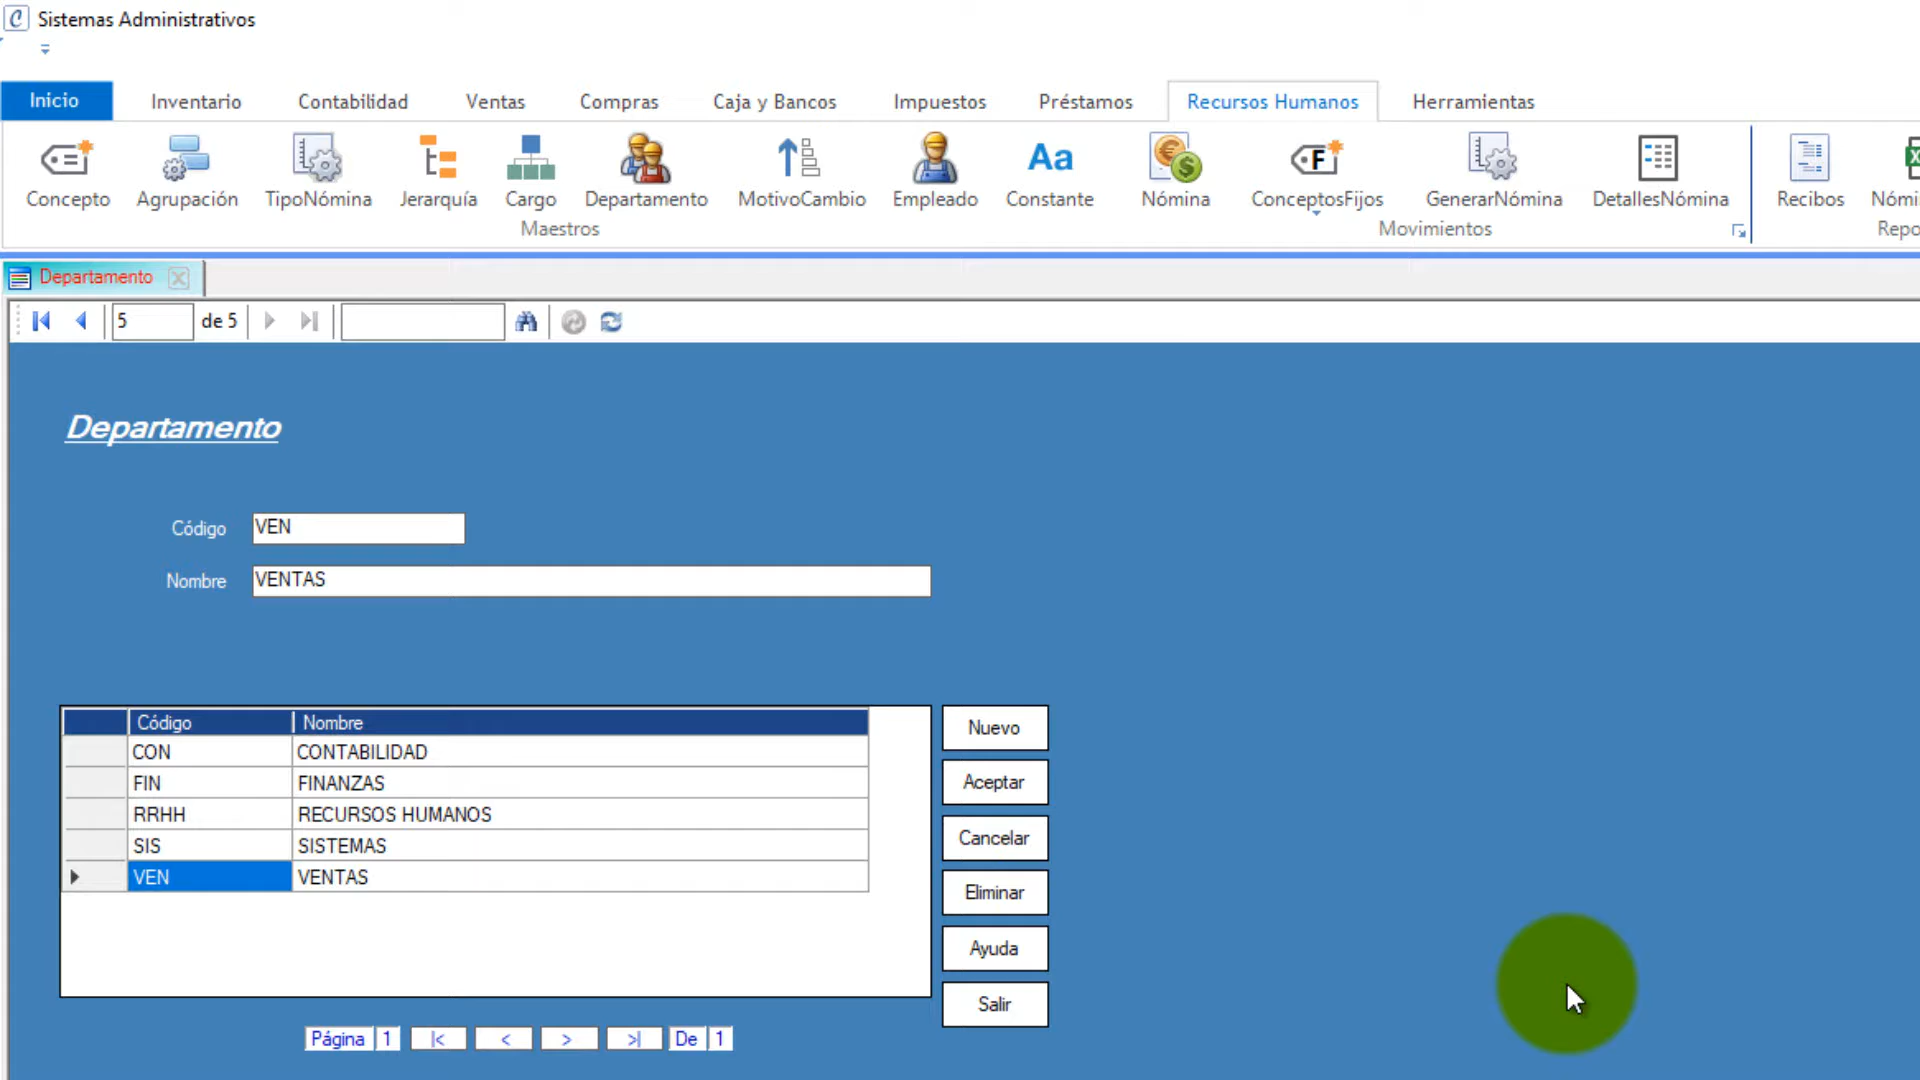 Sistemas Administrativos
Inicio Inventario Contabilidad Ventas Compras Caja y Bancos Impuestos Préstamos Recursos Humanos Herramientas
Concepto Agrupación TipoNómina Jerarquía Cargo Departamento MotivoCambio Empleado Constante Nómina ConceptosFijos GenerarNómina DetallesNómina Recibos Nómi
Maestros Movimientos Repo
Departamento
5 de 5
Departamento
Código VEN
Nombre VENTAS
Código Nombre
CON CONTABILIDAD
FIN FINANZAS
RRHH RECURSOS HUMANOS
SIS SISTEMAS
VEN VENTAS
Nuevo
Aceptar
Cancelar
Eliminar
Ayuda
Salir
Página 1 |< < > >| De 1